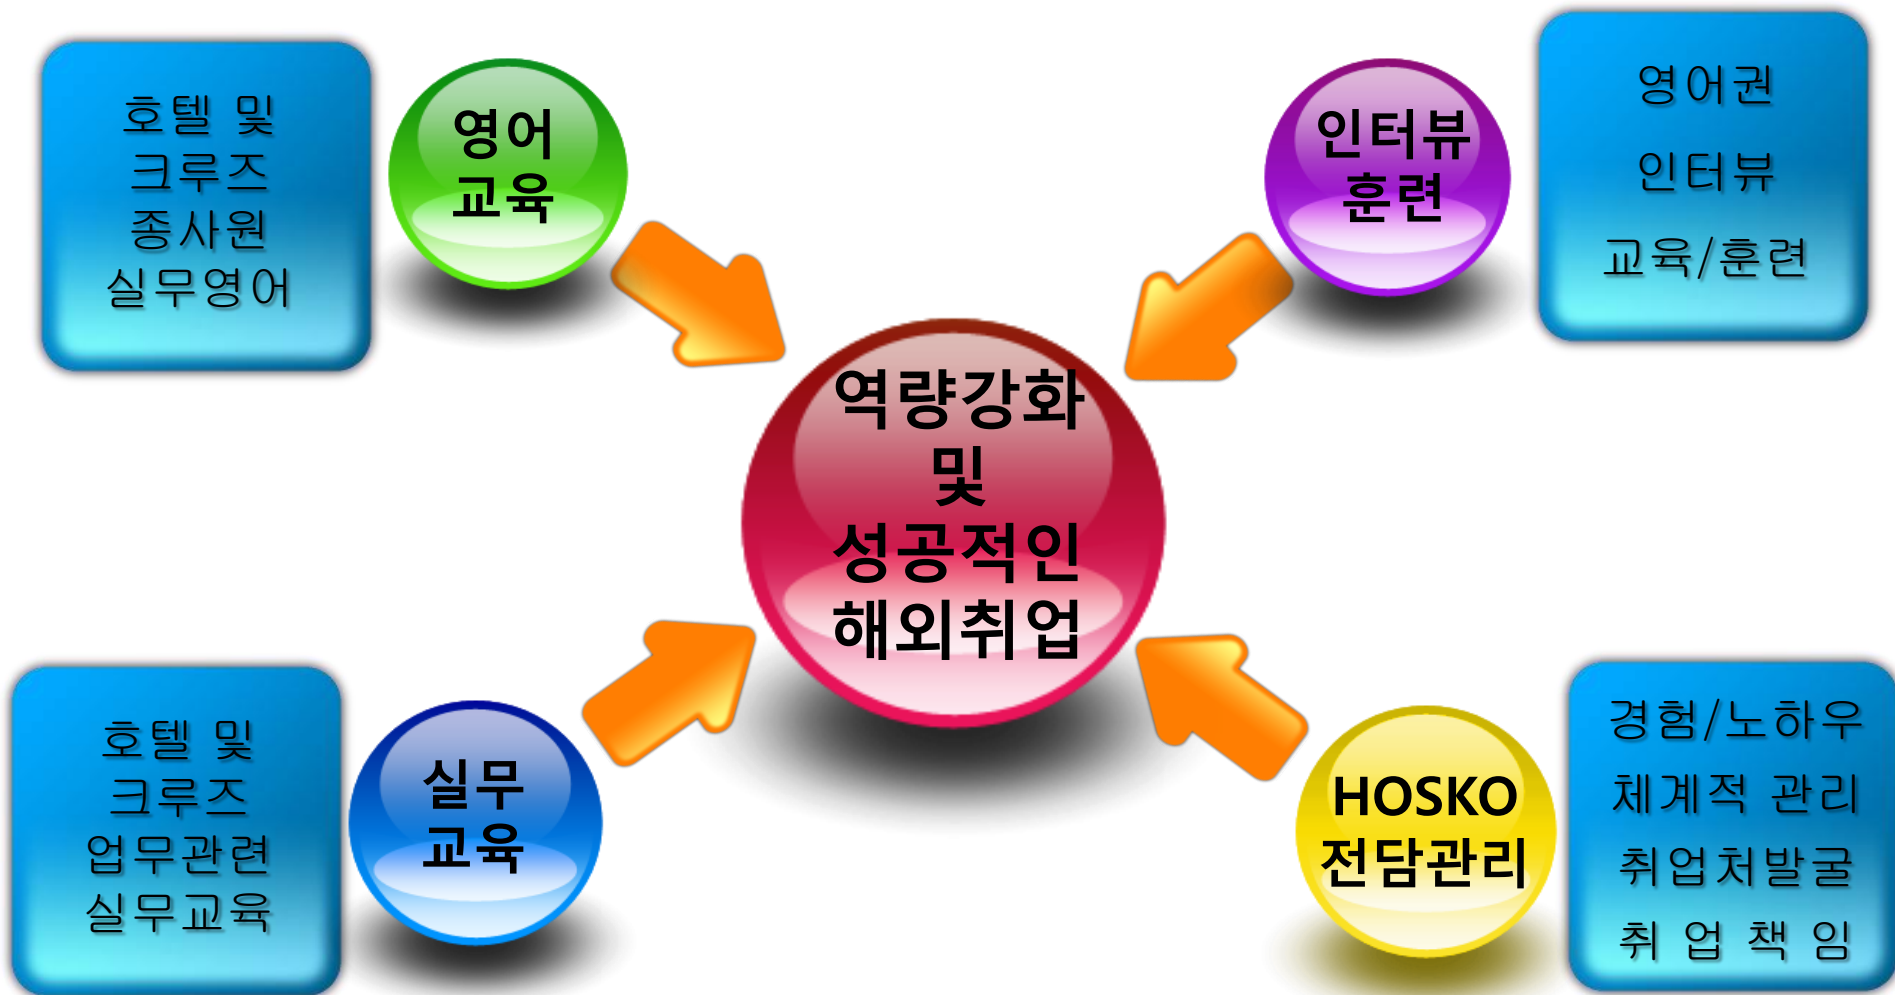 호텔 및
크루즈
종사원
실무영어
영어
교육
인터뷰
훈련
영어권
인터뷰
교육/훈련
역량강화
및
성공적인
해외취업
호텔 및
크루즈
업무관련
실무교육
실무
교육
HOSKO
전담관리
경험/노하우
체계적 관리
취업처발굴
취 업 책 임